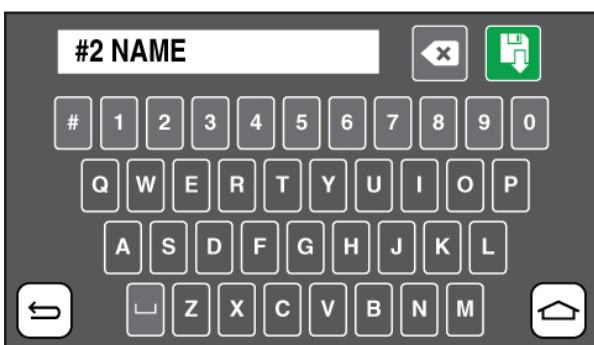 #2 NAME
# 1 2 3 4 5 6 7 8 9 0
Q W E R T Y U I O P
A S D F G H J K L
Z X C V B N M